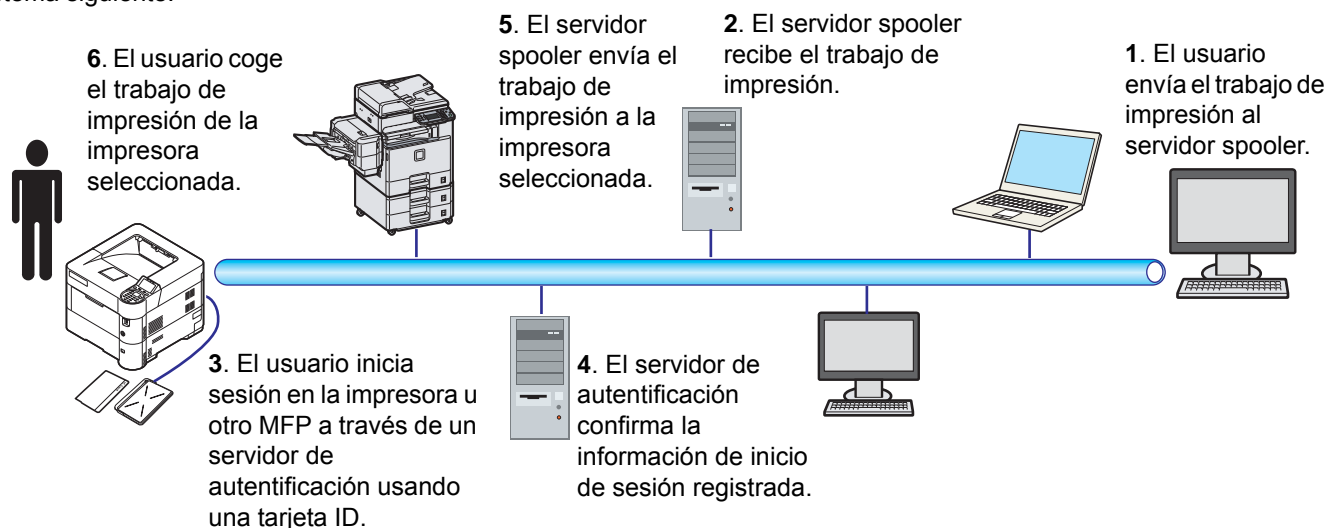 6. El usuario coge
el trabajo de
impresión de la
impresora
seleccionada.
5. El servidor
spooler envía el
trabajo de
impresión a la
impresora
seleccionada.
2. El servidor spooler
recibe el trabajo de
impresión.
1. El usuario
envía el trabajo de
impresión al
servidor spooler.
3. El usuario inicia
sesión en la impresora u
otro MFP a través de un
servidor de
autentificación usando
una tarjeta ID.
4. El servidor de
autentificación
confirma la
información de inicio
de sesión registrada.